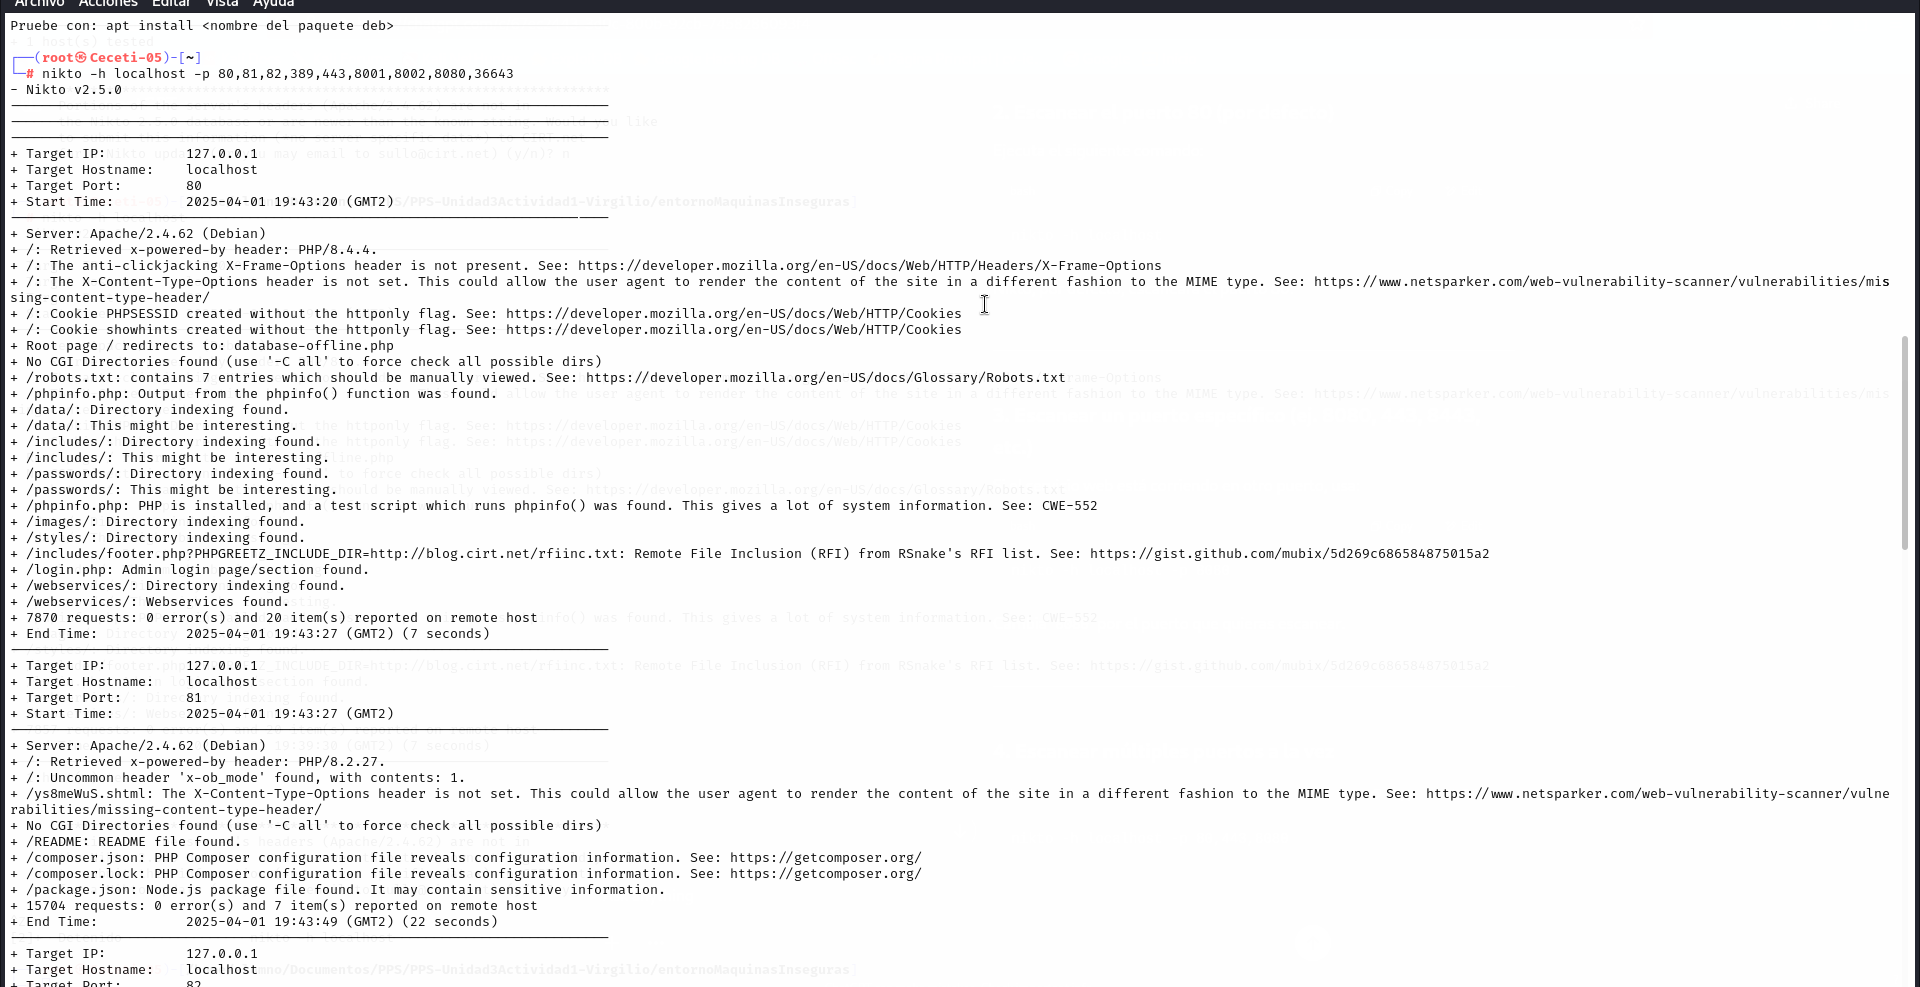 Archivo Acciones Editar Vista Ayuda
Pruebe con: apt install <nombre del paquete deb>
┌──(root㉿Ceceti-05)-[~]
└─# nikto -h localhost -p 80,81,82,389,443,8001,8002,8080,36643
- Nikto v2.5.0
+ Target IP:          127.0.0.1
+ Target Hostname:    localhost
+ Target Port:        80
+ Start Time:         2025-04-01 19:43:20 (GMT2)
+ Server: Apache/2.4.62 (Debian)
+ /: Retrieved x-powered-by header: PHP/8.4.4.
+ /: The anti-clickjacking X-Frame-Options header is not present. See: https://developer.mozilla.org/en-US/docs/Web/HTTP/Headers/X-Frame-Options
+ /: The X-Content-Type-Options header is not set. This could allow the user agent to render the content of the site in a different fashion to the MIME type. See: https://www.netsparker.com/web-vulnerability-scanner/vulnerabilities/mis
sing-content-type-header/
+ /: Cookie PHPSESSID created without the httponly flag. See: https://developer.mozilla.org/en-US/docs/Web/HTTP/Cookies
+ /: Cookie showhints created without the httponly flag. See: https://developer.mozilla.org/en-US/docs/Web/HTTP/Cookies
+ Root page / redirects to: database-offline.php
+ No CGI Directories found (use '-C all' to force check all possible dirs)
+ /robots.txt: contains 7 entries which should be manually viewed. See: https://developer.mozilla.org/en-US/docs/Glossary/Robots.txt
+ /phpinfo.php: Output from the phpinfo() function was found.
+ /data/: Directory indexing found.
+ /data/: This might be interesting.
+ /includes/: Directory indexing found.
+ /includes/: This might be interesting.
+ /passwords/: Directory indexing found.
+ /passwords/: This might be interesting.
+ /phpinfo.php: PHP is installed, and a test script which runs phpinfo() was found. This gives a lot of system information. See: CWE-552
+ /images/: Directory indexing found.
+ /styles/: Directory indexing found.
+ /includes/footer.php?PHPGREETZ_INCLUDE_DIR=http://blog.cirt.net/rfiinc.txt: Remote File Inclusion (RFI) from RSnake's RFI list. See: https://gist.github.com/mubix/5d269c686584875015a2
+ /login.php: Admin login page/section found.
+ /webservices/: Directory indexing found.
+ /webservices/: Webservices found.
+ 7870 requests: 0 error(s) and 20 item(s) reported on remote host
+ End Time:           2025-04-01 19:43:27 (GMT2) (7 seconds)
+ Target IP:          127.0.0.1
+ Target Hostname:    localhost
+ Target Port:        81
+ Start Time:         2025-04-01 19:43:27 (GMT2)
+ Server: Apache/2.4.62 (Debian)
+ /: Retrieved x-powered-by header: PHP/8.2.27.
+ /: Uncommon header 'x-ob_mode' found, with contents: 1.
+ /ys8meWuS.shtml: The X-Content-Type-Options header is not set. This could allow the user agent to render the content of the site in a different fashion to the MIME type. See: https://www.netsparker.com/web-vulnerability-scanner/vulne
rabilities/missing-content-type-header/
+ No CGI Directories found (use '-C all' to force check all possible dirs)
+ /README: README file found.
+ /composer.json: PHP Composer configuration file reveals configuration information. See: https://getcomposer.org/
+ /composer.lock: PHP Composer configuration file reveals configuration information. See: https://getcomposer.org/
+ /package.json: Node.js package file found. It may contain sensitive information.
+ 15704 requests: 0 error(s) and 7 item(s) reported on remote host
+ End Time:           2025-04-01 19:43:49 (GMT2) (22 seconds)
+ Target IP:          127.0.0.1
+ Target Hostname:    localhost
+ Target Port:        82